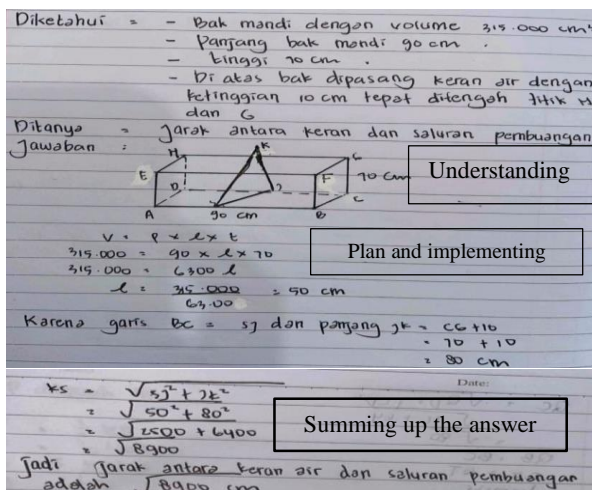 Diketahui = - Bak mandi dengan volume 315.000 cm³
- Panjang bak mandi 90 cm.
- tinggi 70 cm.
- Di atas bak dipasang keran air dengan
ketinggian 10 cm tepat ditengah titik H
dan G
Ditanya = Jarak antara keran dan saluran pembuangan
Jawaban :
H K G
E D J F 70 cm C
A 90 cm B
Understanding
V = P x l x t
315.000 = 90 x l x 70
315.000 = 6300 l
l = 315.000 = 50 cm
63.00
Plan and implementing
Karena garis BC = SJ dan panjang JK = CG + 10
= 70 + 10
= 80 cm
Date:
KS = √SJ² + JK²
= √50² + 80²
= √2500 + 6400
= √8900
Summing up the answer
Jadi jarak antara keran air dan saluran pembuangan
adalah √8900 cm